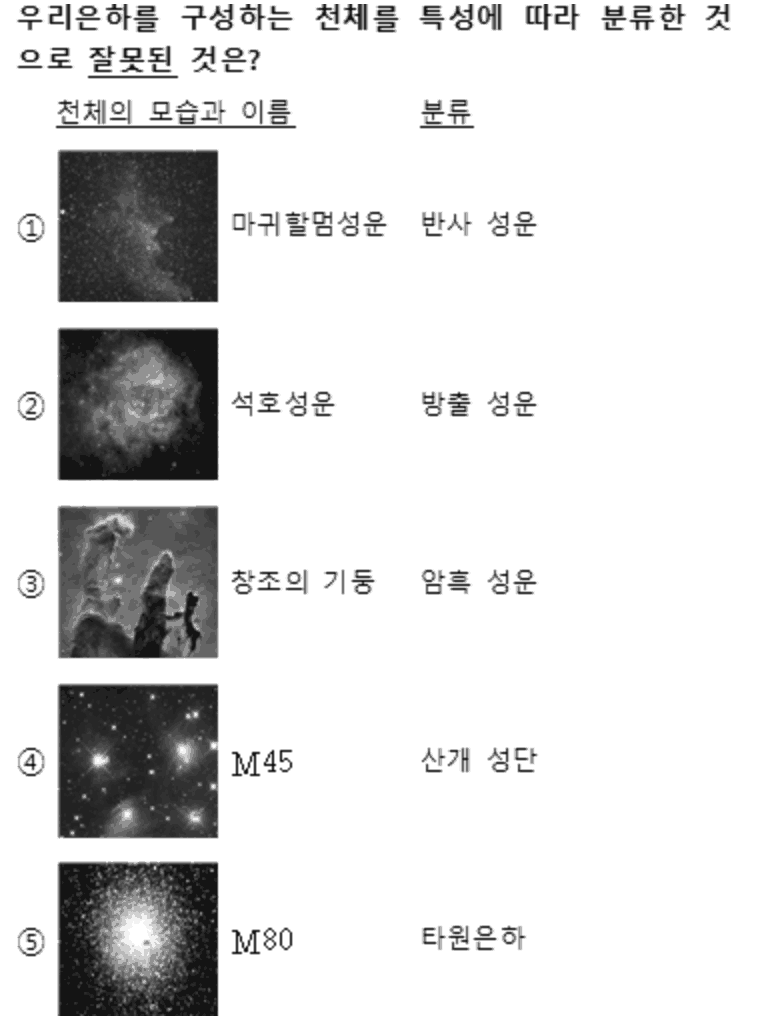 우리은하를 구성하는 천체를 특성에 따라 분류한 것
으로 잘못된 것은?
천체의 모습과 이름 분류
① 마귀할멈성운 반사 성운
② 석호성운 방출 성운
③ 창조의 기둥 암흑 성운
④ M45 산개 성단
⑤ M80 타원은하